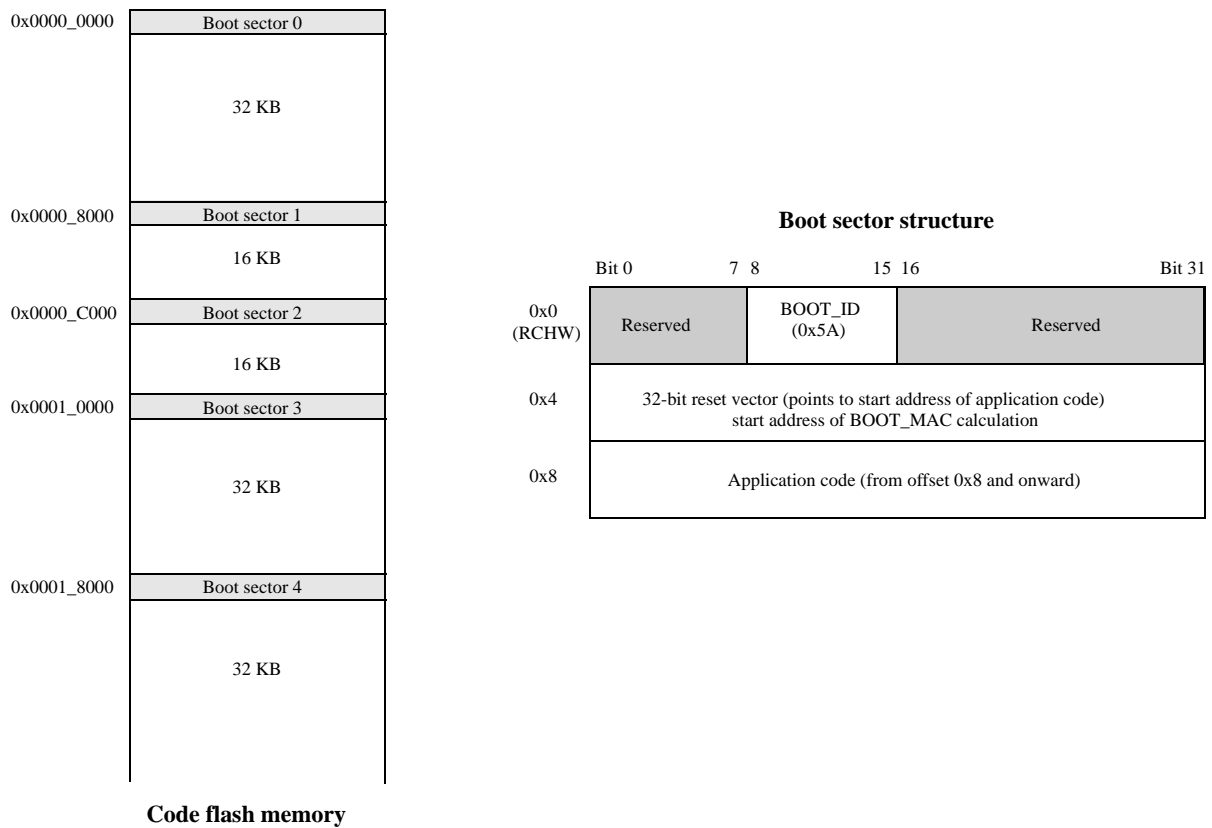 0x0000_0000
Boot sector 0
32 KB
0x0000_8000
Boot sector 1
16 KB
0x0000_C000
Boot sector 2
16 KB
0x0001_0000
Boot sector 3
32 KB
0x0001_8000
Boot sector 4
32 KB
Code flash memory
Boot sector structure
Bit 0 7 8 15 16 Bit 31
0x0
(RCHW)
Reserved
BOOT_ID
(0x5A)
Reserved
0x4
32-bit reset vector (points to start address of application code)
start address of BOOT_MAC calculation
0x8
Application code (from offset 0x8 and onward)